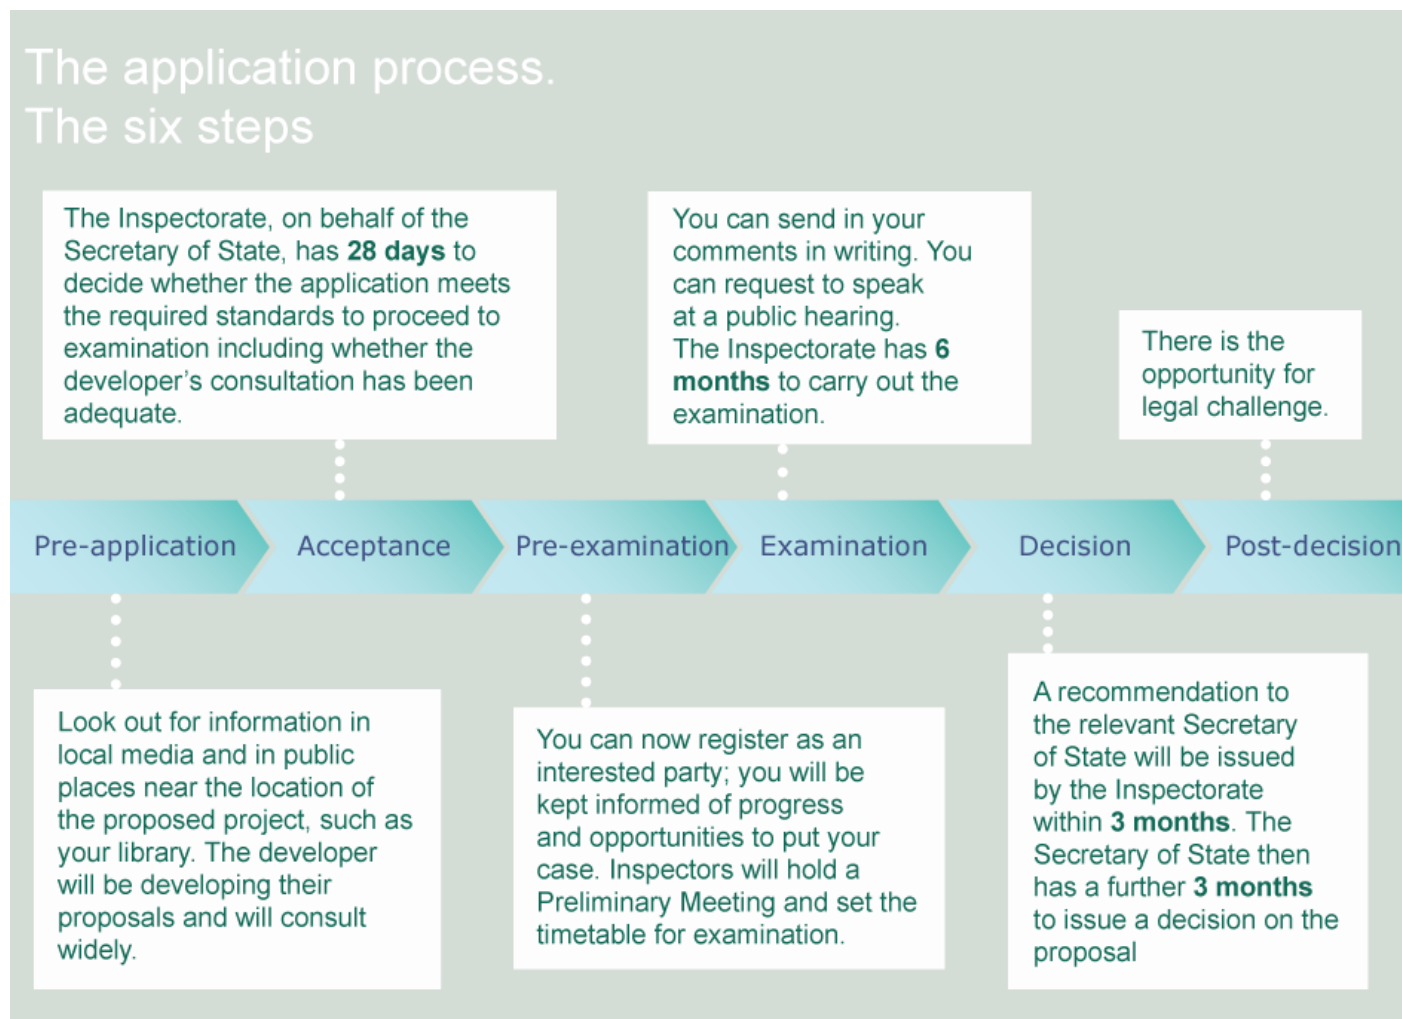 The application process.
The six steps
The Inspectorate, on behalf of the
Secretary of State, has 28 days to
decide whether the application meets
the required standards to proceed to
examination including whether the
developer’s consultation has been
adequate.
You can send in your
comments in writing. You
can request to speak
at a public hearing.
The Inspectorate has 6
months to carry out the
examination.
There is the
opportunity for
legal challenge.
Pre-application
Acceptance
Pre-examination
Examination
Decision
Post-decision
Look out for information in
local media and in public
places near the location of
the proposed project, such as
your library. The developer
will be developing their
proposals and will consult
widely.
You can now register as an
interested party; you will be
kept informed of progress
and opportunities to put your
case. Inspectors will hold a
Preliminary Meeting and set the
timetable for examination.
A recommendation to
the relevant Secretary
of State will be issued
by the Inspectorate
within 3 months. The
Secretary of State then
has a further 3 months
to issue a decision on the
proposal